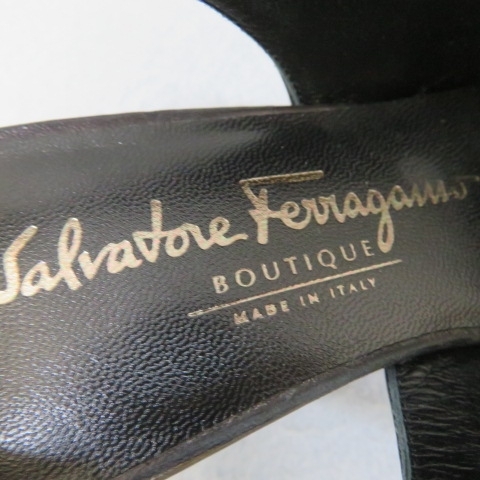 Salvatore Ferragamo
BOUTIQUE
MADE IN ITALY